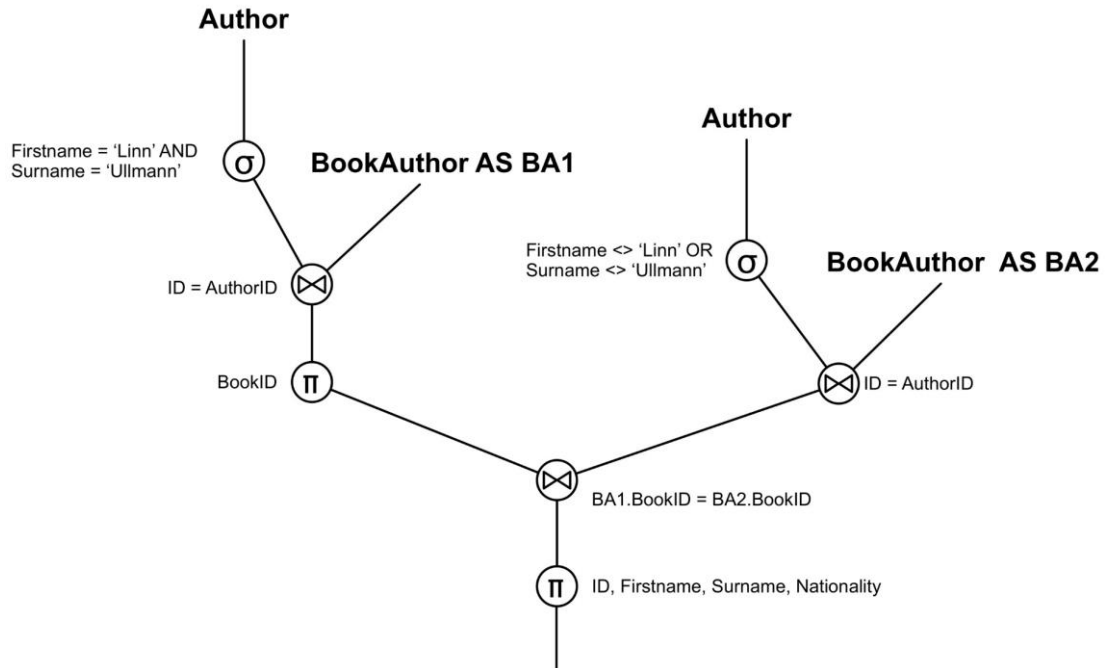 Author
Firstname = ‘Linn’ AND
Surname = ‘Ullmann’
σ
BookAuthor AS BA1
ID = AuthorID
⋈
BookID
π
Author
Firstname <> ‘Linn’ OR
Surname <> ‘Ullmann’
σ
BookAuthor  AS BA2
⋈
ID = AuthorID
⋈
BA1.BookID = BA2.BookID
π
ID, Firstname, Surname, Nationality